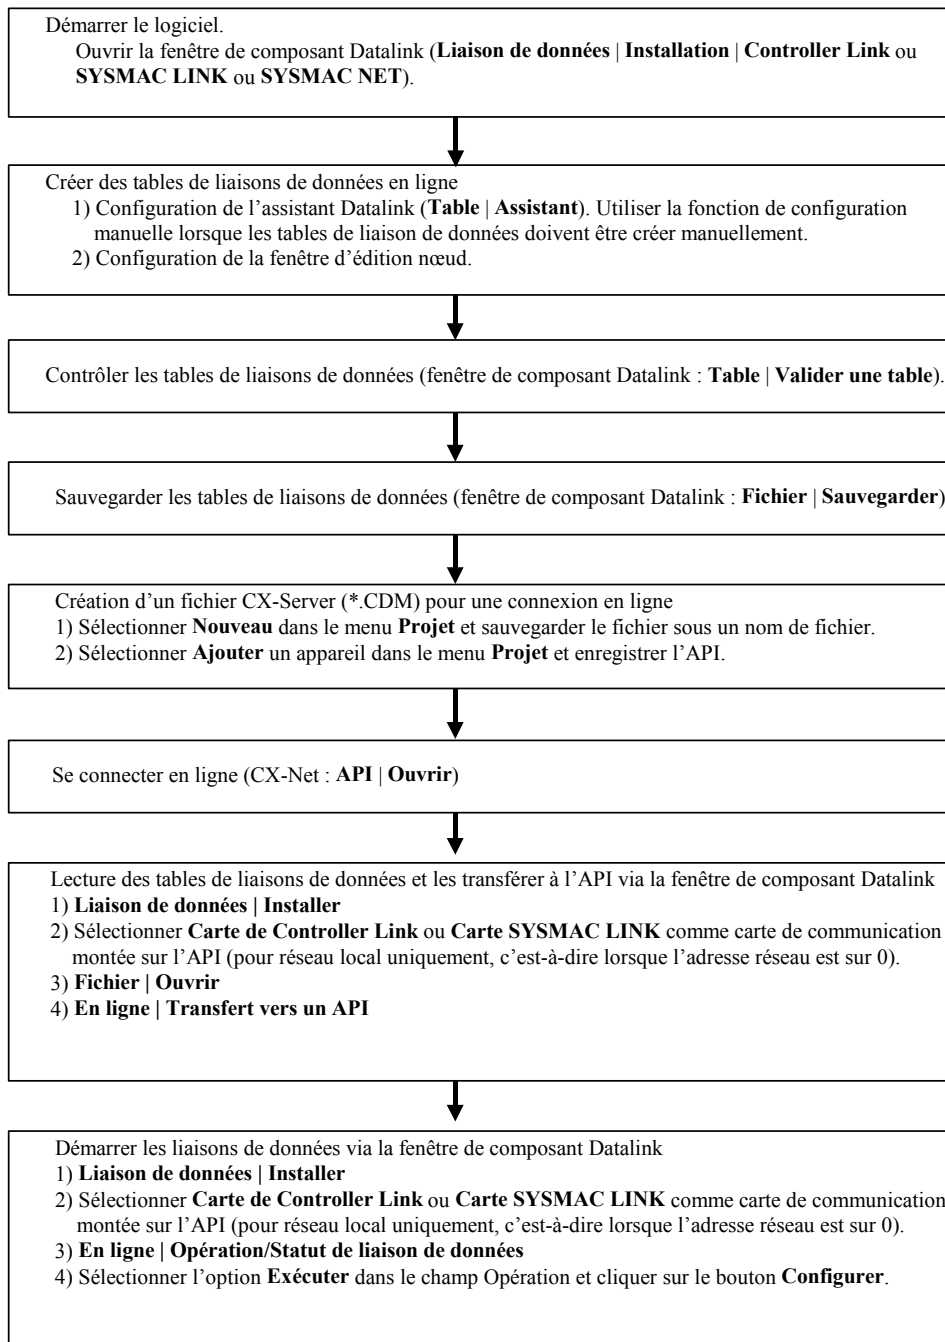 Démarrer le logiciel.
Ouvrir la fenêtre de composant Datalink (Liaison de données | Installation | Controller Link ou
SYSMAC LINK ou SYSMAC NET).
Créer des tables de liaisons de données en ligne
1) Configuration de l’assistant Datalink (Table | Assistant). Utiliser la fonction de configuration
manuelle lorsque les tables de liaison de données doivent être créer manuellement.
2) Configuration de la fenêtre d’édition nœud.
Contrôler les tables de liaisons de données (fenêtre de composant Datalink : Table | Valider une table).
Sauvegarder les tables de liaisons de données (fenêtre de composant Datalink : Fichier | Sauvegarder)
Création d’un fichier CX-Server (*.CDM) pour une connexion en ligne
1) Sélectionner Nouveau dans le menu Projet et sauvegarder le fichier sous un nom de fichier.
2) Sélectionner Ajouter un appareil dans le menu Projet et enregistrer l’API.
Se connecter en ligne (CX-Net : API | Ouvrir)
Lecture des tables de liaisons de données et les transférer à l’API via la fenêtre de composant Datalink
1) Liaison de données | Installer
2) Sélectionner Carte de Controller Link ou Carte SYSMAC LINK comme carte de communication
montée sur l’API (pour réseau local uniquement, c’est-à-dire lorsque l’adresse réseau est sur 0).
3) Fichier | Ouvrir
4) En ligne | Transfert vers un API
Démarrer les liaisons de données via la fenêtre de composant Datalink
1) Liaison de données | Installer
2) Sélectionner Carte de Controller Link ou Carte SYSMAC LINK comme carte de communication
montée sur l’API (pour réseau local uniquement, c’est-à-dire lorsque l’adresse réseau est sur 0).
3) En ligne | Opération/Statut de liaison de données
4) Sélectionner l’option Exécuter dans le champ Opération et cliquer sur le bouton Configurer.